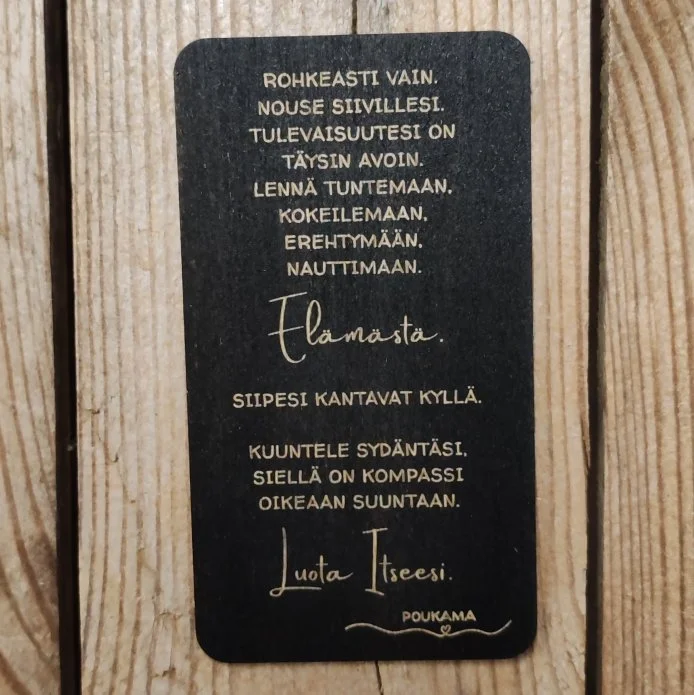 ROHKEASTI VAIN.
NOUSE SIIVILLESI.
TULEVAISUUTESI ON
TÄYSIN AVOIN.
LENNÄ TUNTEMAAN,
KOKEILEMAAN,
EREHTYMÄÄN,
NAUTTIMAAN.
Elämästä.
SIIPESI KANTAVAT KYLLÄ.
KUUNTELE SYDÄNTÄSI,
SIELLÄ ON KOMPASSI
OIKEAAN SUUNTAAN.
Luota Itseesi.
POUKAMA